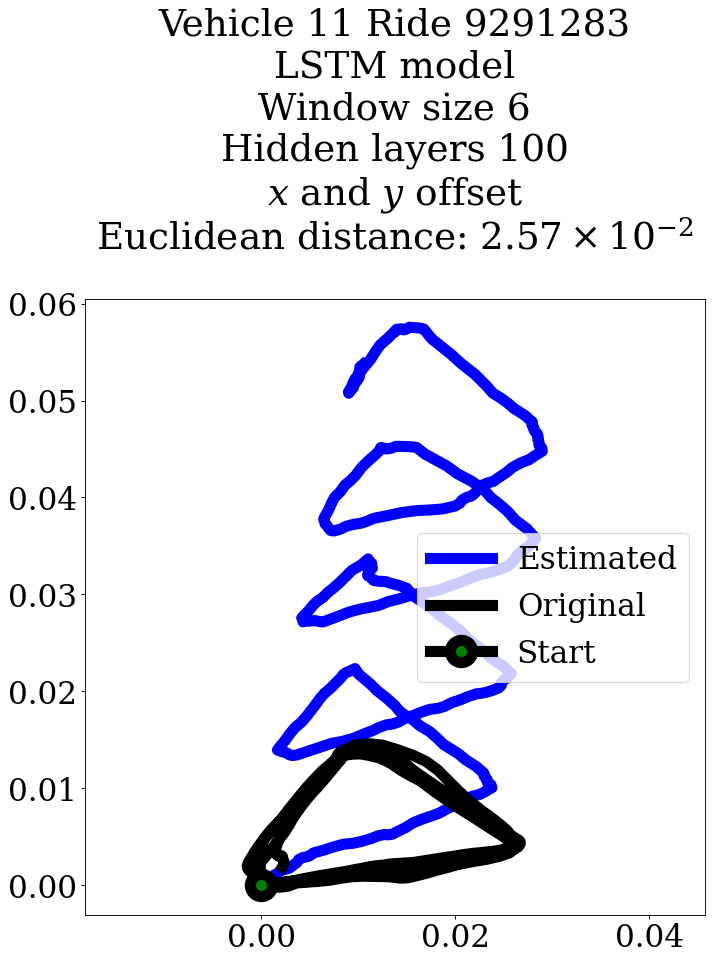 Vehicle 11 Ride 9291283
LSTM model
Window size 6
Hidden layers 100
x and y offset
Euclidean distance: 2.57 × 10⁻²
0.06
0.05
0.04
0.03
0.02
0.01
0.00
Estimated
Original
Start
0.00 0.02 0.04